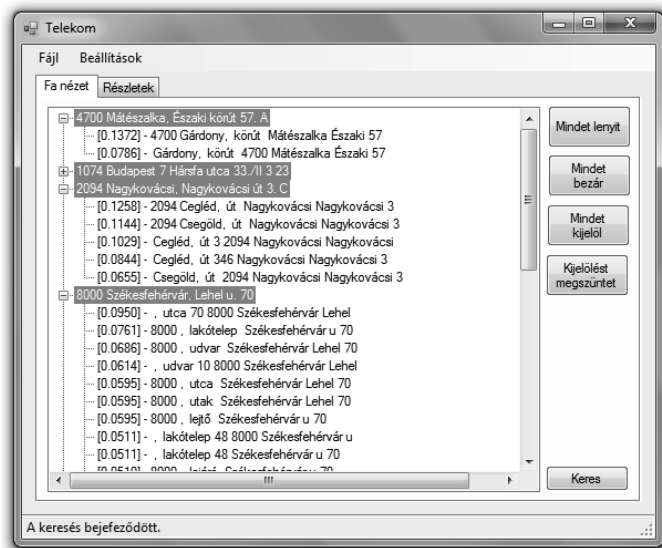 Telekom
Fájl Beállítások
Fa nézet Részletek
4700 Mátészalka, Északi körút 57. A
[0.1372] - 4700 Gárdony, körút Mátészalka Északi 57
[0.0786] - Gárdony, körút 4700 Mátészalka Északi 57
1074 Budapest 7 Hársfa utca 33./II 3 23
2094 Nagykovácsi, Nagykovácsi út 3. C
[0.1258] - 2094 Cegléd, út Nagykovácsi Nagykovácsi 3
[0.1144] - 2094 Csegöld, út Nagykovácsi Nagykovácsi 3
[0.1029] - Cegléd, út 3 2094 Nagykovácsi Nagykovácsi
[0.0844] - Cegléd, út 346 Nagykovácsi Nagykovácsi 3
[0.0655] - Csegöld, út 2094 Nagykovácsi Nagykovácsi 3
8000 Székesfehérvár, Lehel u. 70
[0.0950] - , utca 70 8000 Székesfehérvár Lehel
[0.0761] - 8000 , lakótelep Székesfehérvár u 70
[0.0686] - 8000 , udvar Székesfehérvár Lehel 70
[0.0614] - , udvar 10 8000 Székesfehérvár Lehel
[0.0595] - 8000 , utca Székesfehérvár Lehel 70
[0.0595] - 8000 , utak Székesfehérvár Lehel 70
[0.0595] - 8000 , lejtő Székesfehérvár u 70
[0.0511] - , lakótelep 48 8000 Székesfehérvár u
[0.0511] - , lakótelep 48 Székesfehérvár u 70
[0.0510] - 8000 , lejáró Székesfehérvár u 70
Mindet lenyit
Mindet
bezár
Mindet
kijelöl
Kijelölést
megszüntet
Keres
A keresés bejefeződött.